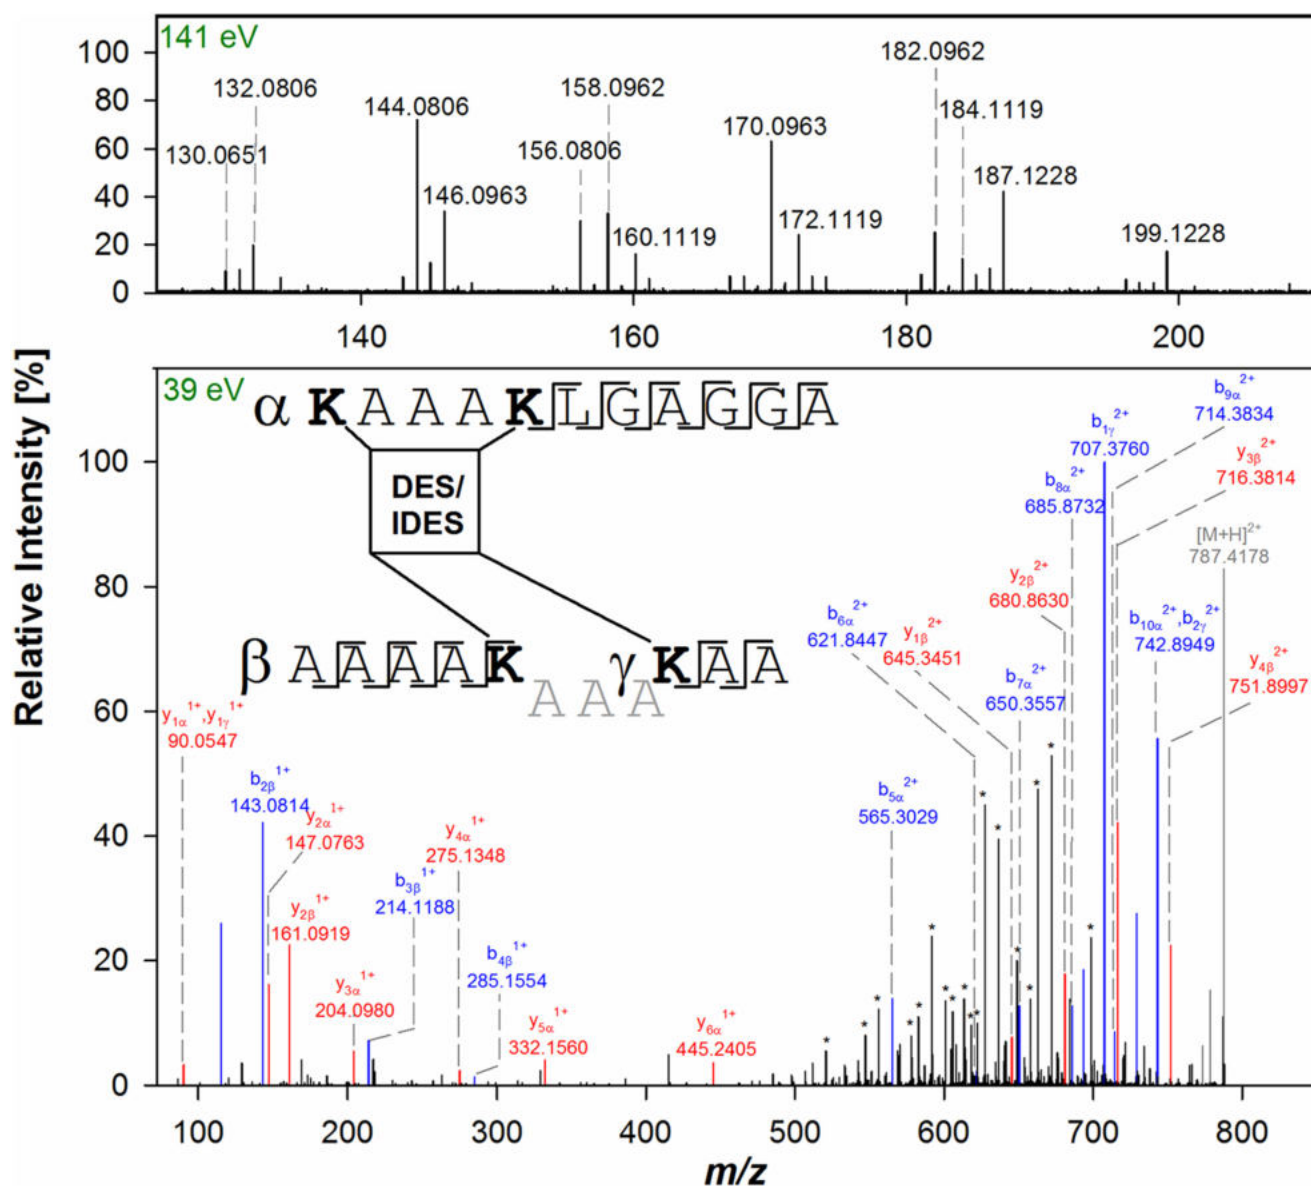 141 eV
100
80
60
40
20
0
130.0651
132.0806
144.0806
146.0963
156.0806
158.0962
160.1119
170.0963
172.1119
182.0962
184.1119
187.1228
199.1228
140
160
180
200
Relative Intensity [%]
39 eV
100
80
60
40
20
0
α K A A A K L G A G G A
DES/
IDES
β A A A A K
A A A
γ K A A
y1α1+,y1γ1+
90.0547
b2β1+
143.0814
y2α1+
147.0763
y2β1+
161.0919
y3α1+
204.0980
b3β1+
214.1188
y4α1+
275.1348
b4β1+
285.1554
y5α1+
332.1560
y6α1+
445.2405
b5α2+
565.3029
b6α2+
621.8447
y1β2+
645.3451
b7α2+
650.3557
y2β2+
680.8630
b8α2+
685.8732
b1γ2+
707.3760
b9α2+
714.3834
y3β2+
716.3814
[M+H]2+
787.4178
b10α2+,b2γ2+
742.8949
y4β2+
751.8997
* * * * * * * * * * * * * * * * *
100
200
300
400
500
600
700
800
m/z